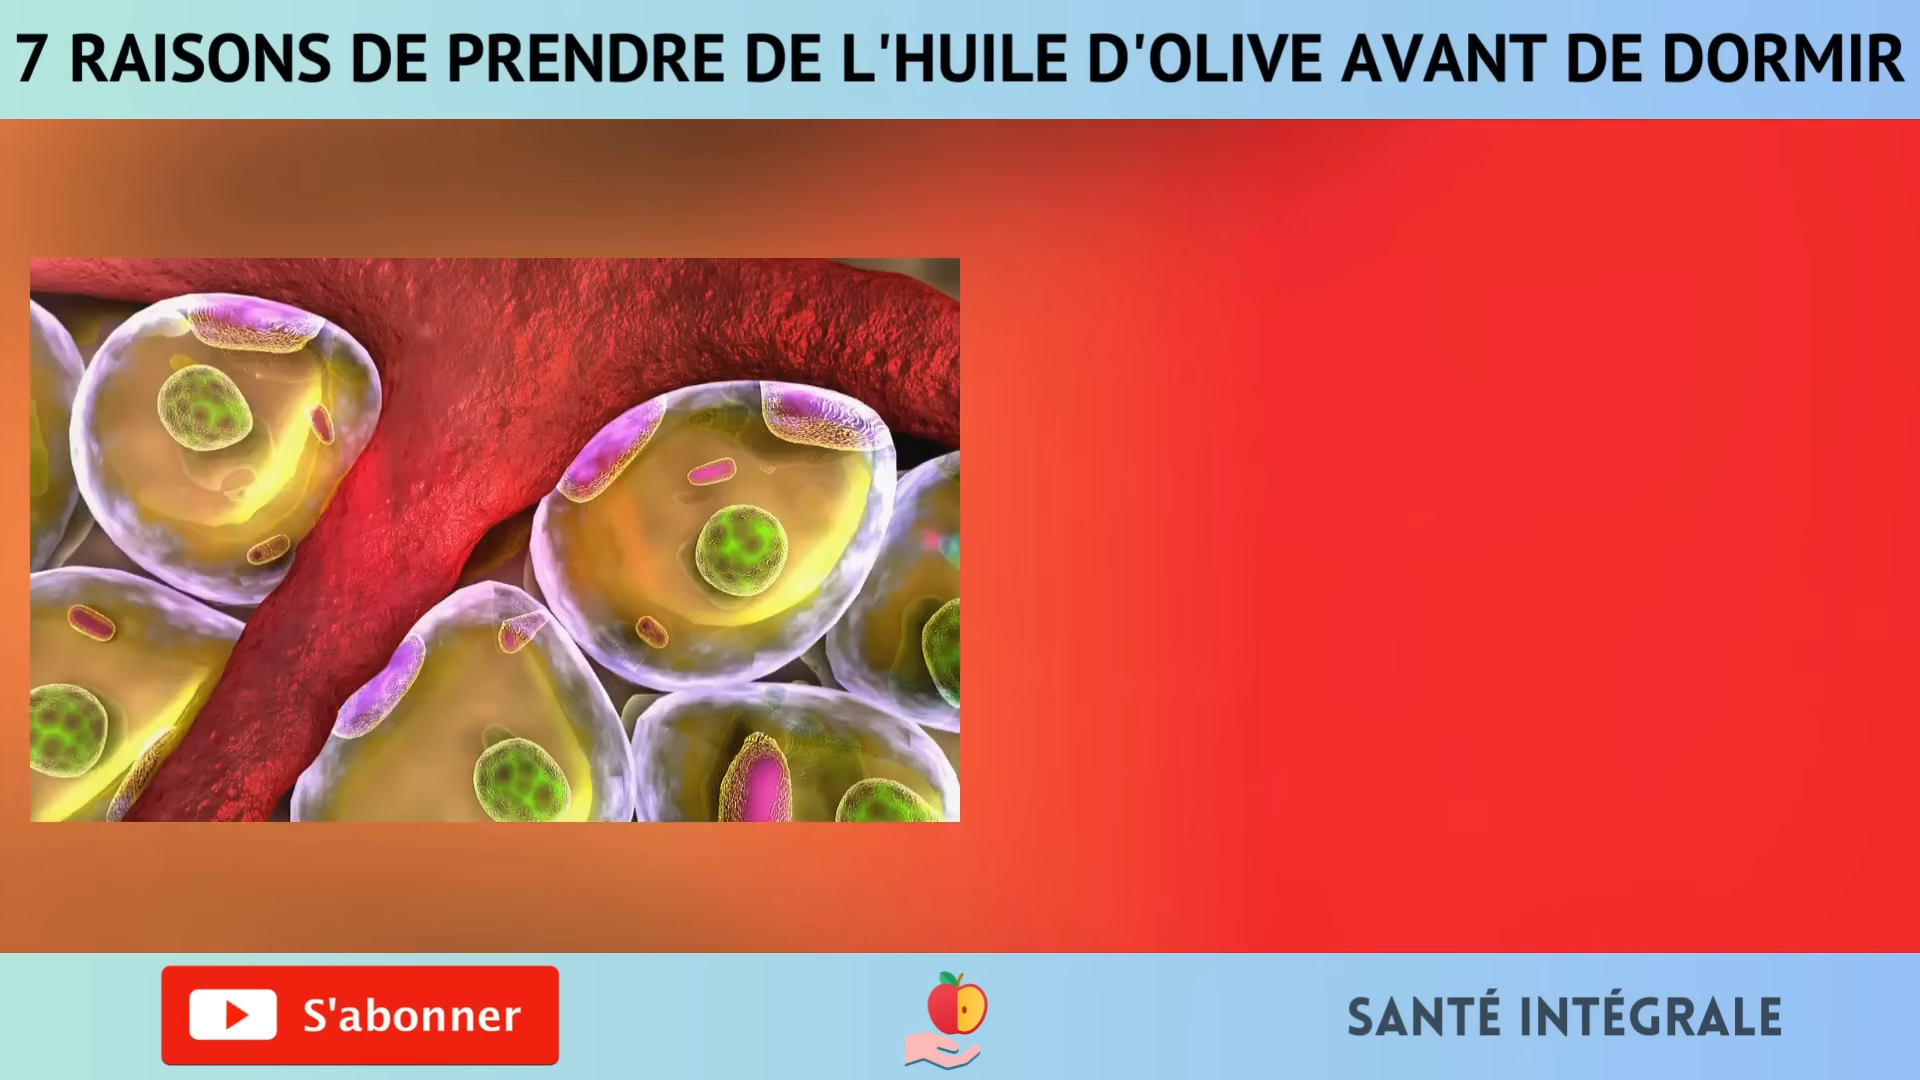 7 RAISONS DE PRENDRE DE L'HUILE D'OLIVE AVANT DE DORMIR
S'abonner
SANTÉ INTÉGRALE